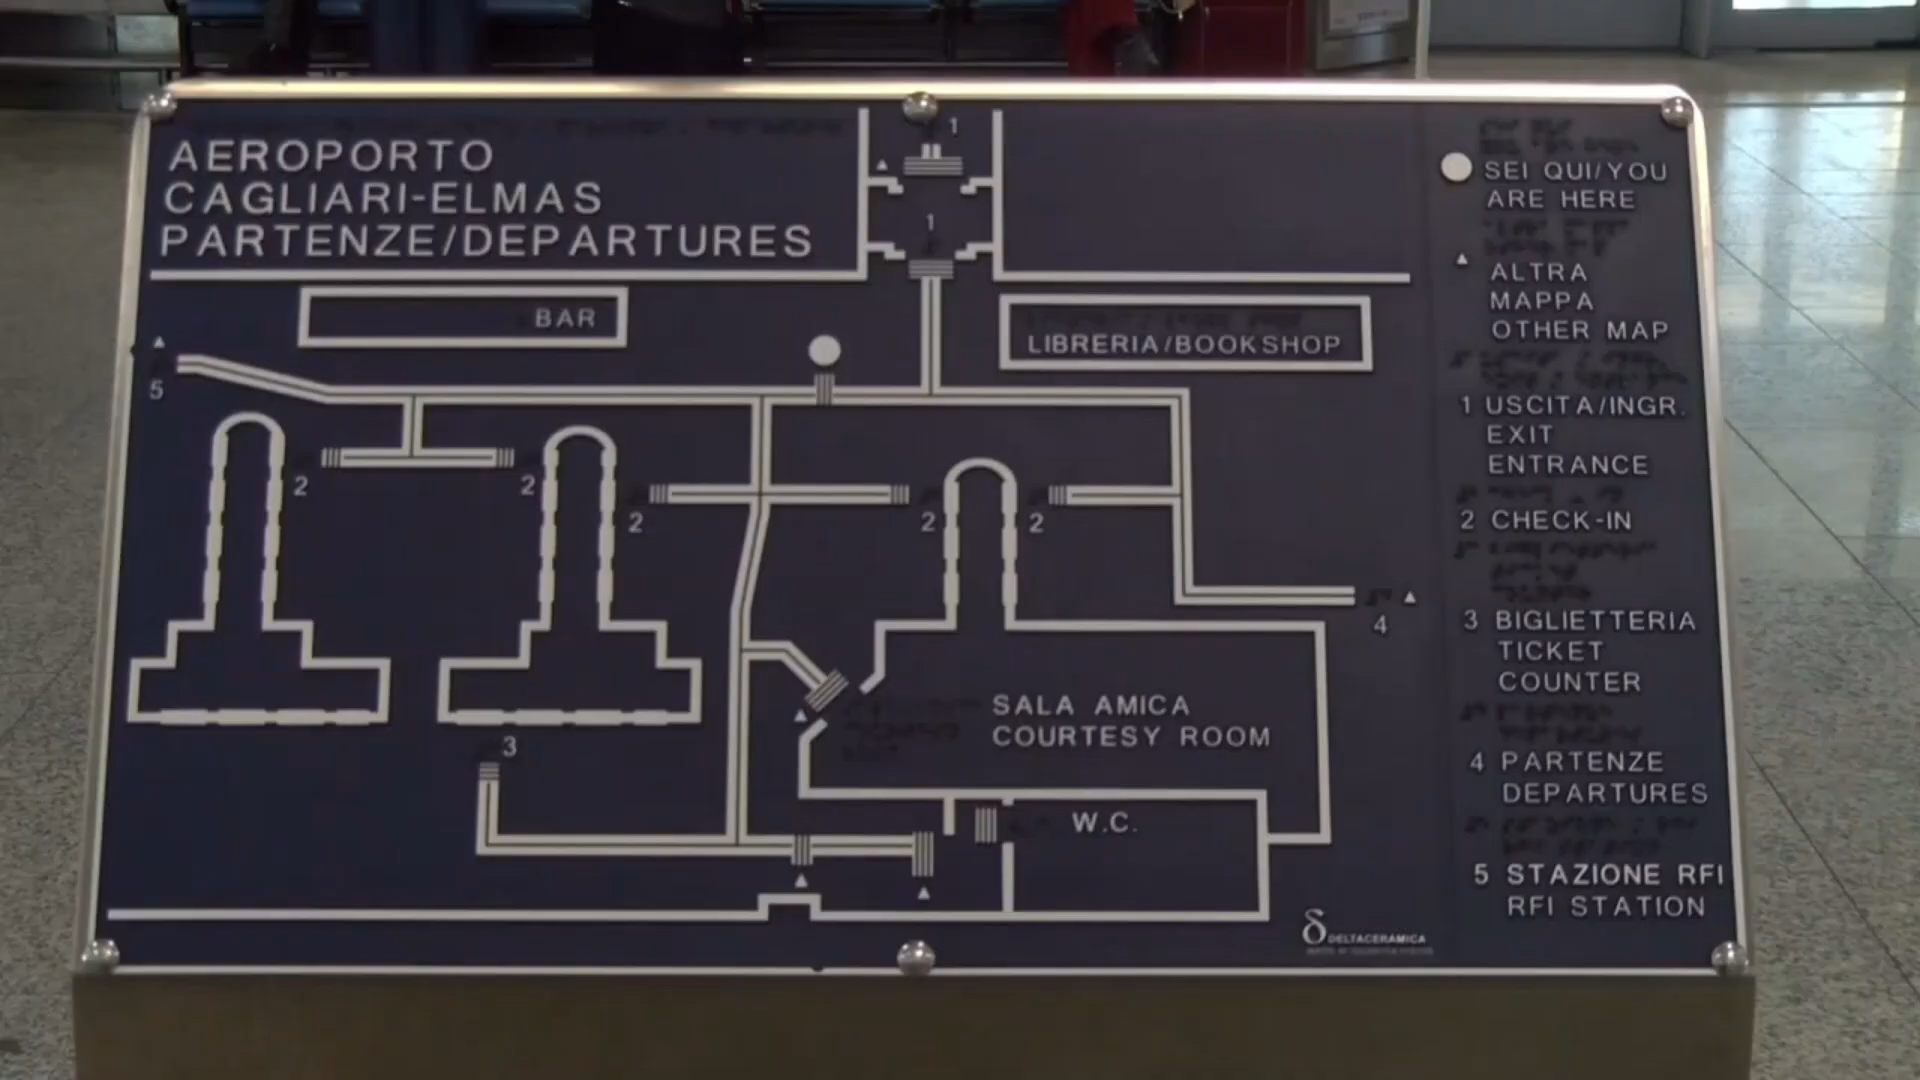 AEROPORTO
CAGLIARI-ELMAS
PARTENZE/DEPARTURES
1
1
BAR
LIBRERIA/BOOKSHOP
5
2
2
2
2
2
4
3
SALA AMICA
COURTESY ROOM
W.C.
SEI QUI/YOU
ARE HERE
ALTRA
MAPPA
OTHER MAP
1 USCITA/INGR.
EXIT
ENTRANCE
2 CHECK-IN
3 BIGLIETTERIA
TICKET
COUNTER
4 PARTENZE
DEPARTURES
5 STAZIONE RFI
RFI STATION
δ DELTACERAMICA